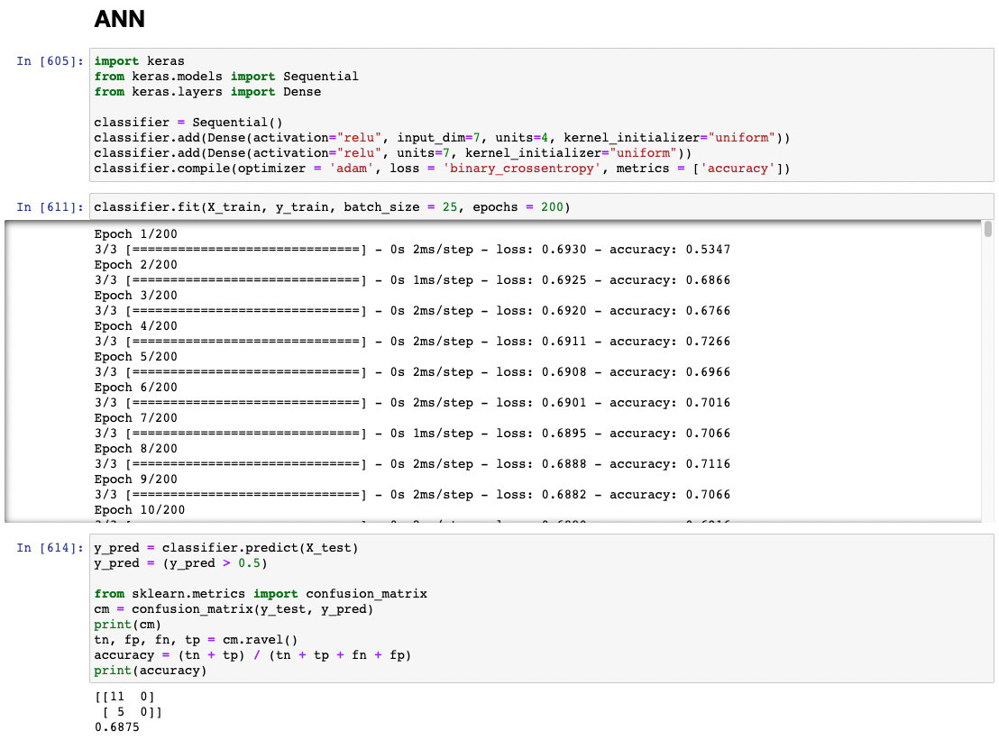 ANN
In [605]:
import keras
from keras.models import Sequential
from keras.layers import Dense
classifier = Sequential()
classifier.add(Dense(activation="relu", input_dim=7, units=4, kernel_initializer="uniform"))
classifier.add(Dense(activation="relu", units=7, kernel_initializer="uniform"))
classifier.compile(optimizer = 'adam', loss = 'binary_crossentropy', metrics = ['accuracy'])
In [611]:
classifier.fit(X_train, y_train, batch_size = 25, epochs = 200)
Epoch 1/200
3/3 [==============================] - 0s 2ms/step - loss: 0.6930 - accuracy: 0.5347
Epoch 2/200
3/3 [==============================] - 0s 1ms/step - loss: 0.6925 - accuracy: 0.6866
Epoch 3/200
3/3 [==============================] - 0s 2ms/step - loss: 0.6920 - accuracy: 0.6766
Epoch 4/200
3/3 [==============================] - 0s 2ms/step - loss: 0.6911 - accuracy: 0.7266
Epoch 5/200
3/3 [==============================] - 0s 2ms/step - loss: 0.6908 - accuracy: 0.6966
Epoch 6/200
3/3 [==============================] - 0s 2ms/step - loss: 0.6901 - accuracy: 0.7016
Epoch 7/200
3/3 [==============================] - 0s 1ms/step - loss: 0.6895 - accuracy: 0.7066
Epoch 8/200
3/3 [==============================] - 0s 2ms/step - loss: 0.6888 - accuracy: 0.7116
Epoch 9/200
3/3 [==============================] - 0s 2ms/step - loss: 0.6882 - accuracy: 0.7066
Epoch 10/200
In [614]:
y_pred = classifier.predict(X_test)
y_pred = (y_pred > 0.5)
from sklearn.metrics import confusion_matrix
cm = confusion_matrix(y_test, y_pred)
print(cm)
tn, fp, fn, tp = cm.ravel()
accuracy = (tn + tp) / (tn + tp + fn + fp)
print(accuracy)
[[11  0]
 [ 5  0]]
0.6875